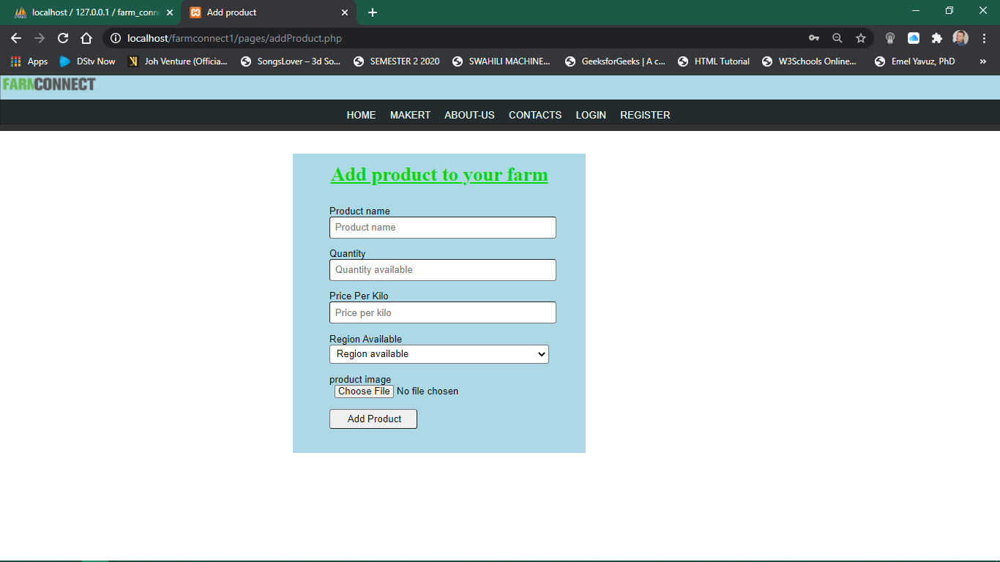 localhost / 127.0.0.1 / farm_conn
Add product
localhost/farmconnect1/pages/addProduct.php
Apps DStv Now Joh Venture (Officia... SongsLover – 3d So... SEMESTER 2 2020 SWAHILI MACHINE... GeeksforGeeks | A c... HTML Tutorial W3Schools Online... Emel Yavuz, PhD »
FARMCONNECT
HOME MAKERT ABOUT-US CONTACTS LOGIN REGISTER
Add product to your farm
Product name
Product name
Quantity
Quantity available
Price Per Kilo
Price per kilo
Region Available
Region available
product image
Choose File No file chosen
Add Product